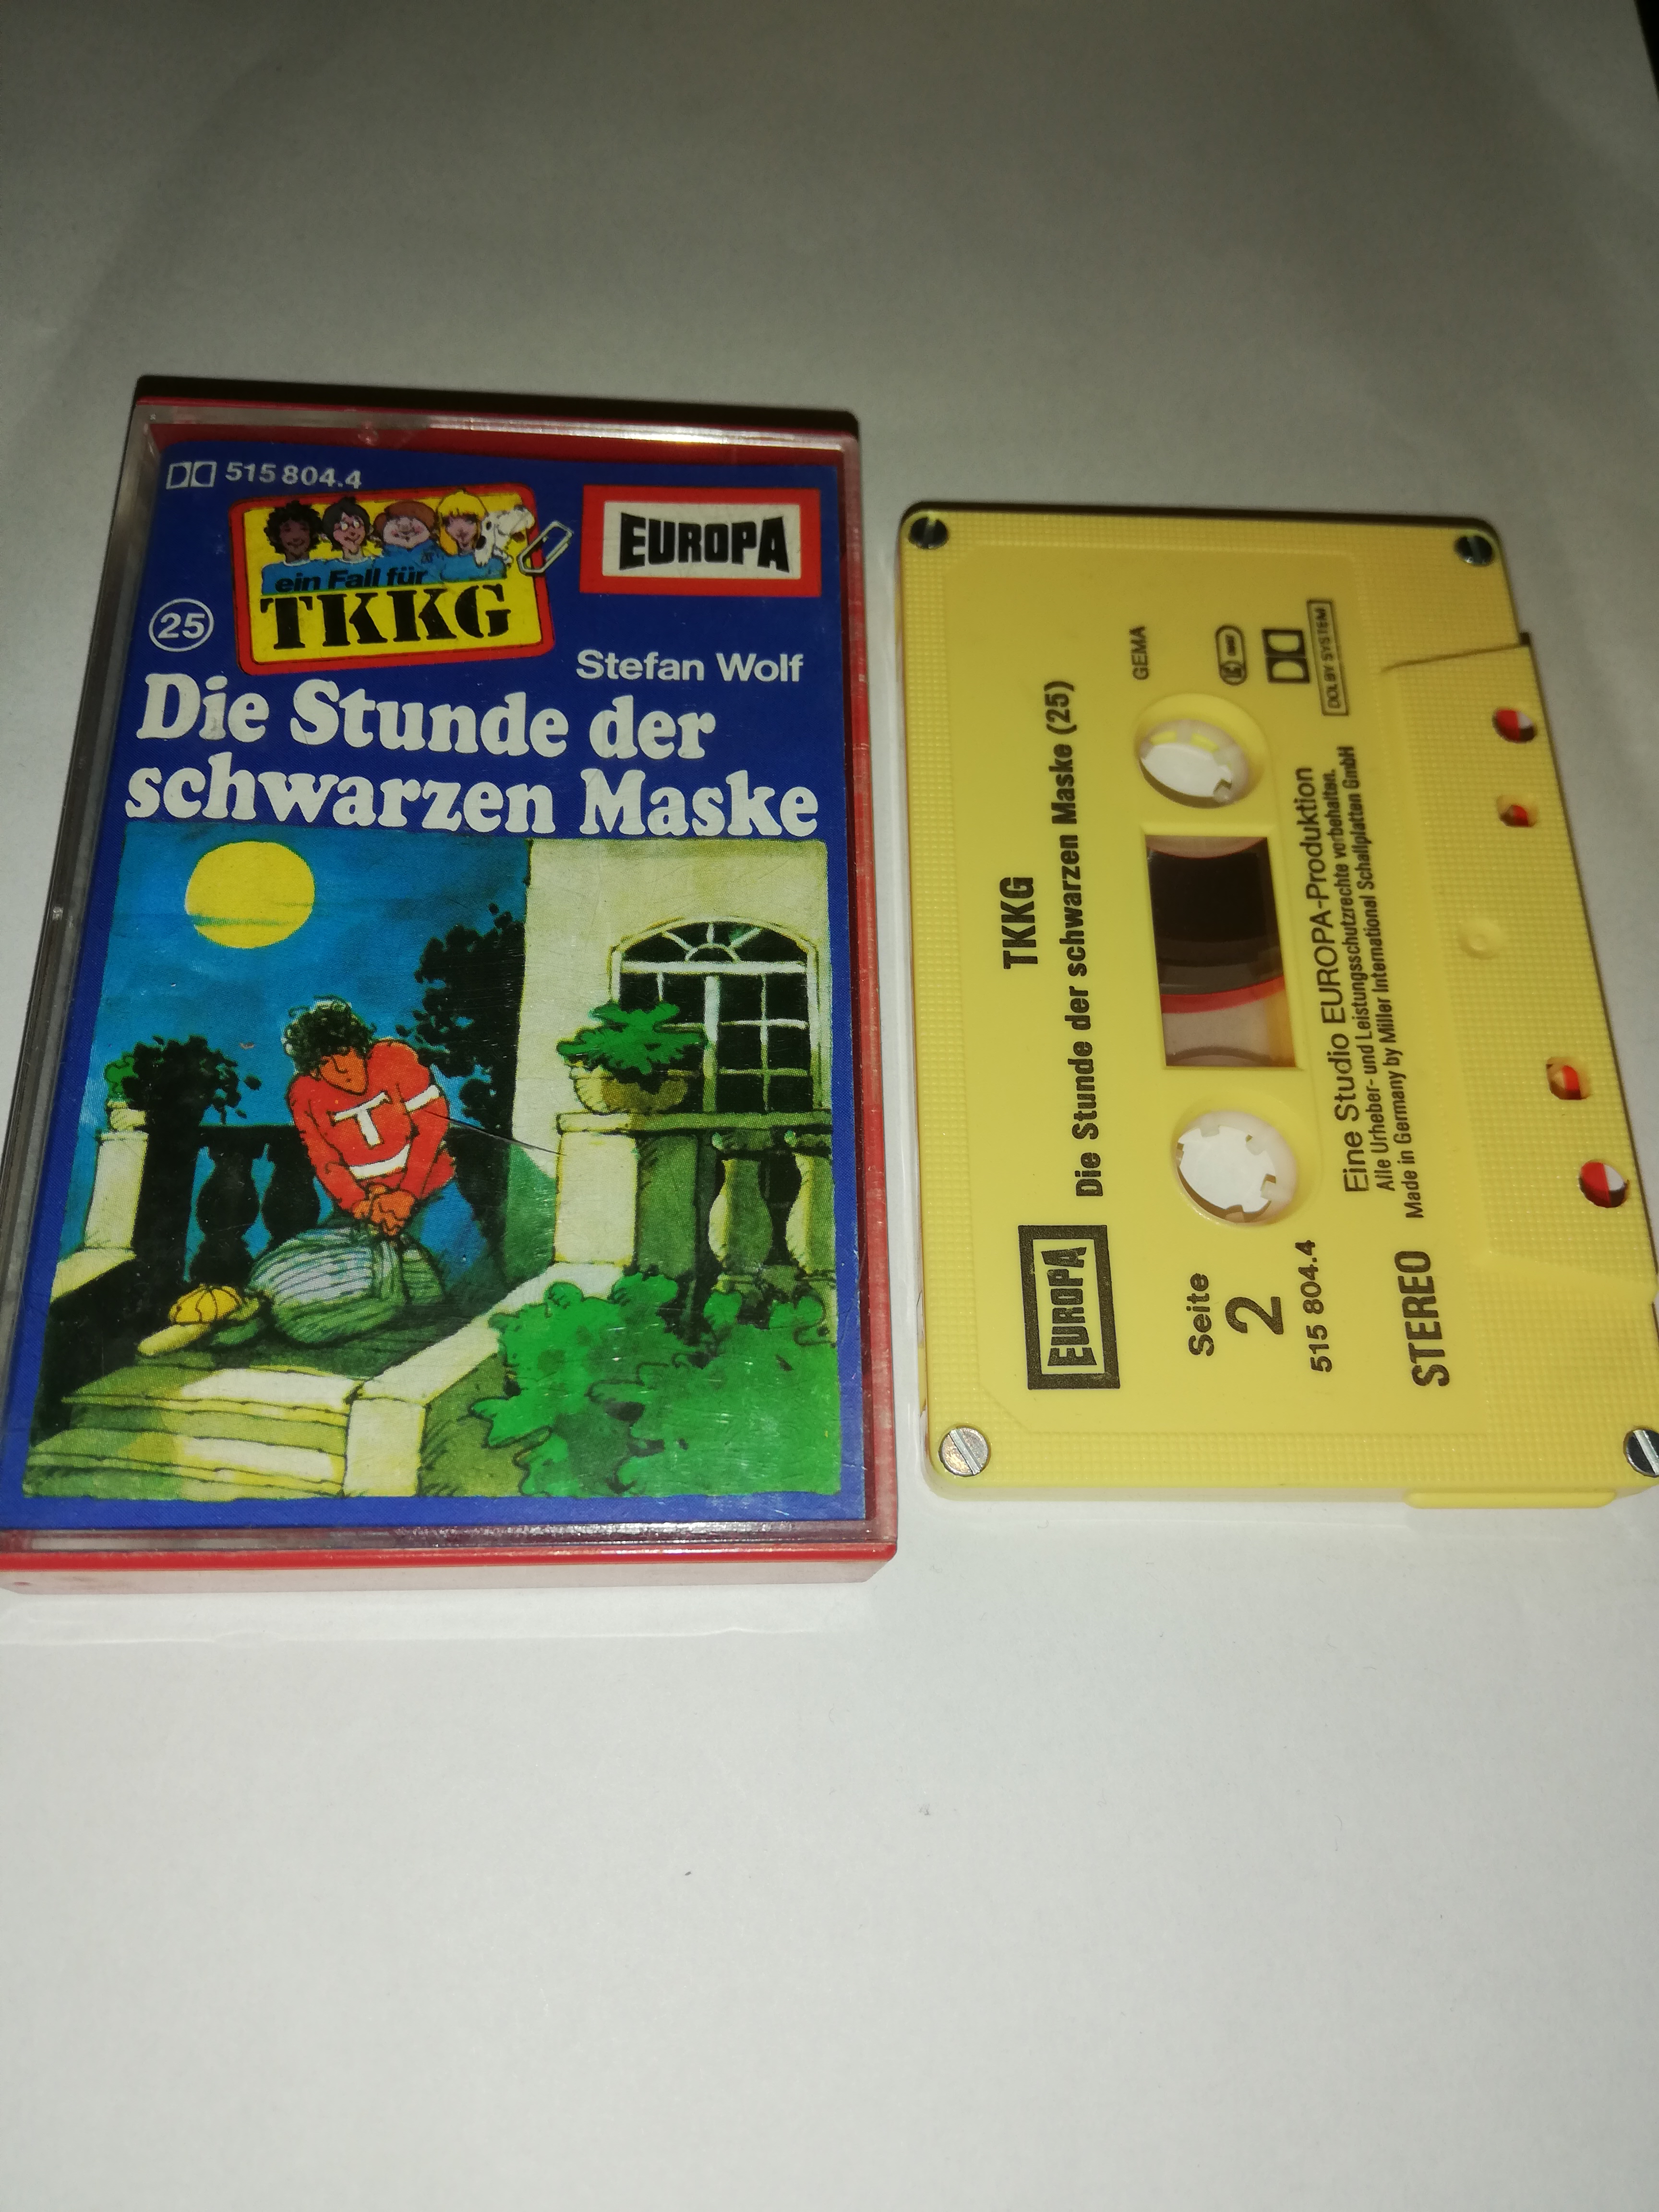 515 804.4
EUROPA
ein Fall für
TKKG
25
Stefan Wolf
Die Stunde der
schwarzen Maske
T
TKKG
Die Stunde der schwarzen Maske (25)
EUROPA
GEMA
Seite
2
515 804.4
DOLBY SYSTEM
Eine Studio EUROPA-Produktion
Alle Urheber- und Leistungsschutzrechte vorbehalten.
Made in Germany by Miller International Schallplatten GmbH
STEREO